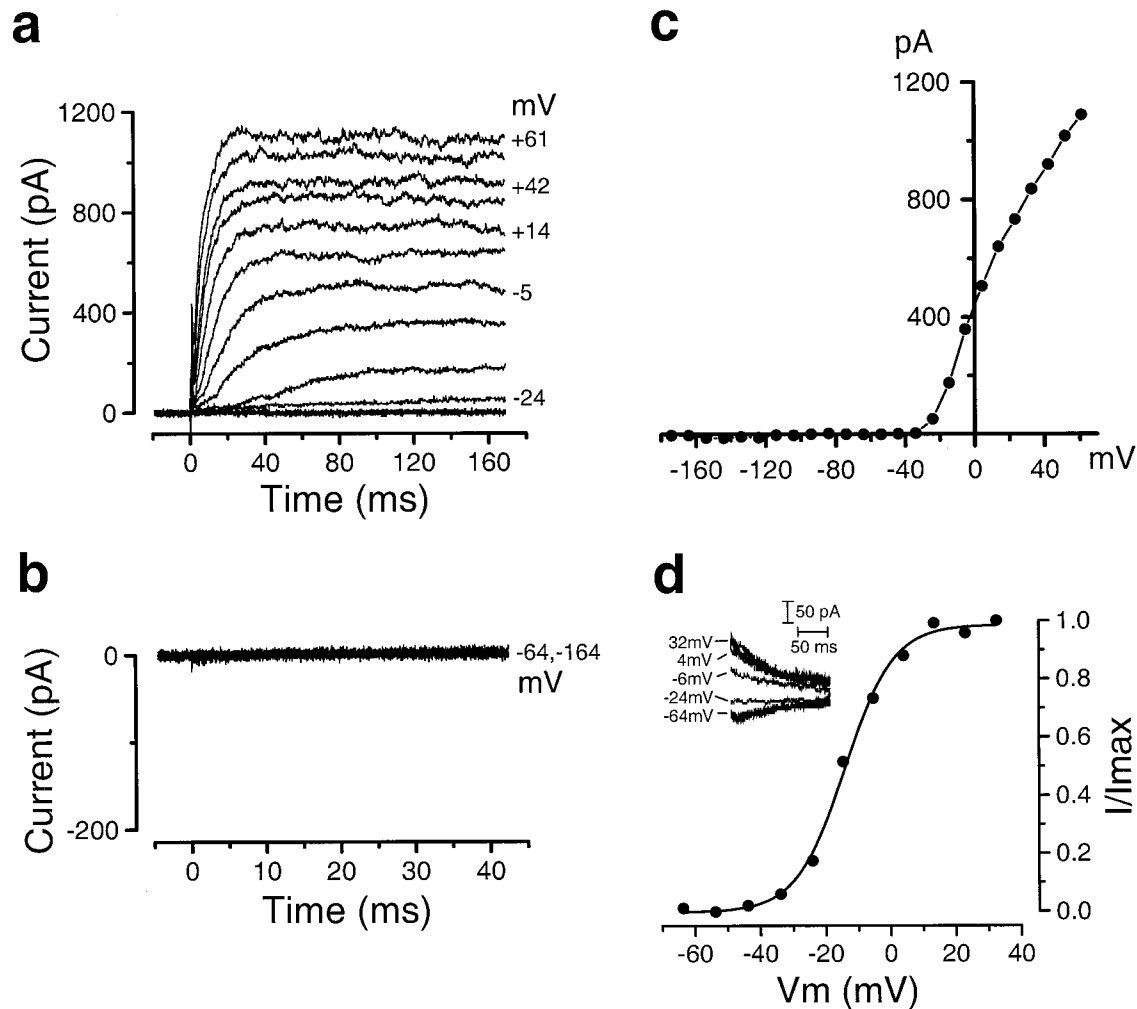 a
mV
1200
800
400
0
Current (pA)
+61
+42
+14
-5
-24
0 40 80 120 160
Time (ms)
b
0
-200
Current (pA)
-64,-164
mV
0 10 20 30 40
Time (ms)
c
pA
1200
800
400
-160 -120 -80 -40 0 40 mV
d
50 pA
50 ms
32mV
4mV
-6mV
-24mV
-64mV
1.0
0.8
0.6
0.4
0.2
0.0
I/Imax
-60 -40 -20 0 20 40
Vm (mV)